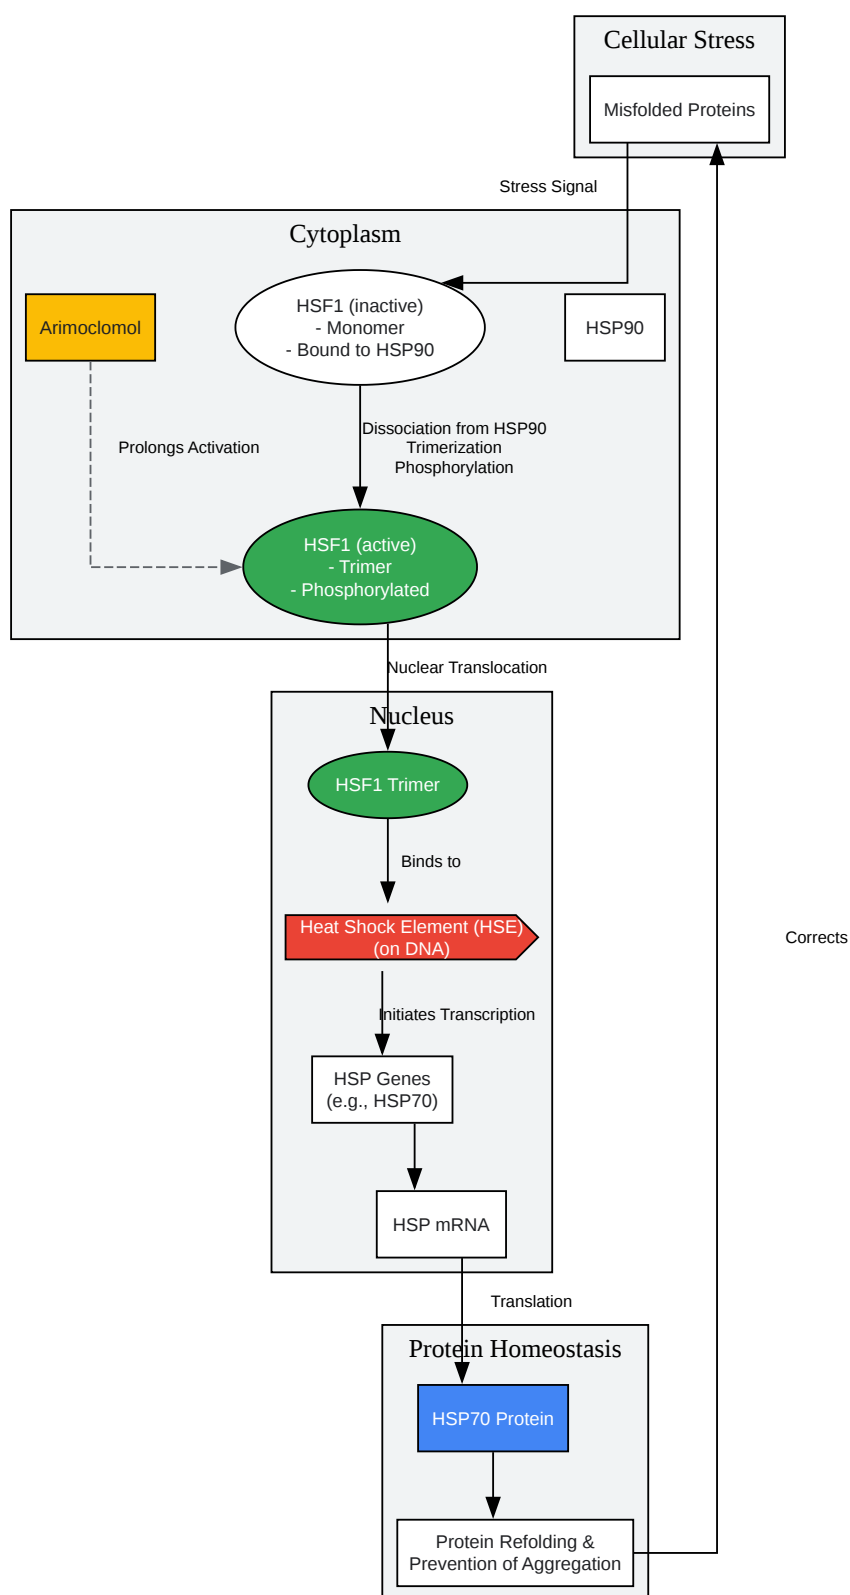 Cellular Stress
Misfolded Proteins
Stress Signal
Cytoplasm
Arimoclomol
HSF1 (inactive)
- Monomer
- Bound to HSP90
HSP90
Prolongs Activation
Dissociation from HSP90
Trimerization
Phosphorylation
HSF1 (active)
- Trimer
- Phosphorylated
Nuclear Translocation
Nucleus
HSF1 Trimer
Binds to
Heat Shock Element (HSE)
(on DNA)
Corrects
Initiates Transcription
HSP Genes
(e.g., HSP70)
HSP mRNA
Translation
Protein Homeostasis
HSP70 Protein
Protein Refolding &
Prevention of Aggregation